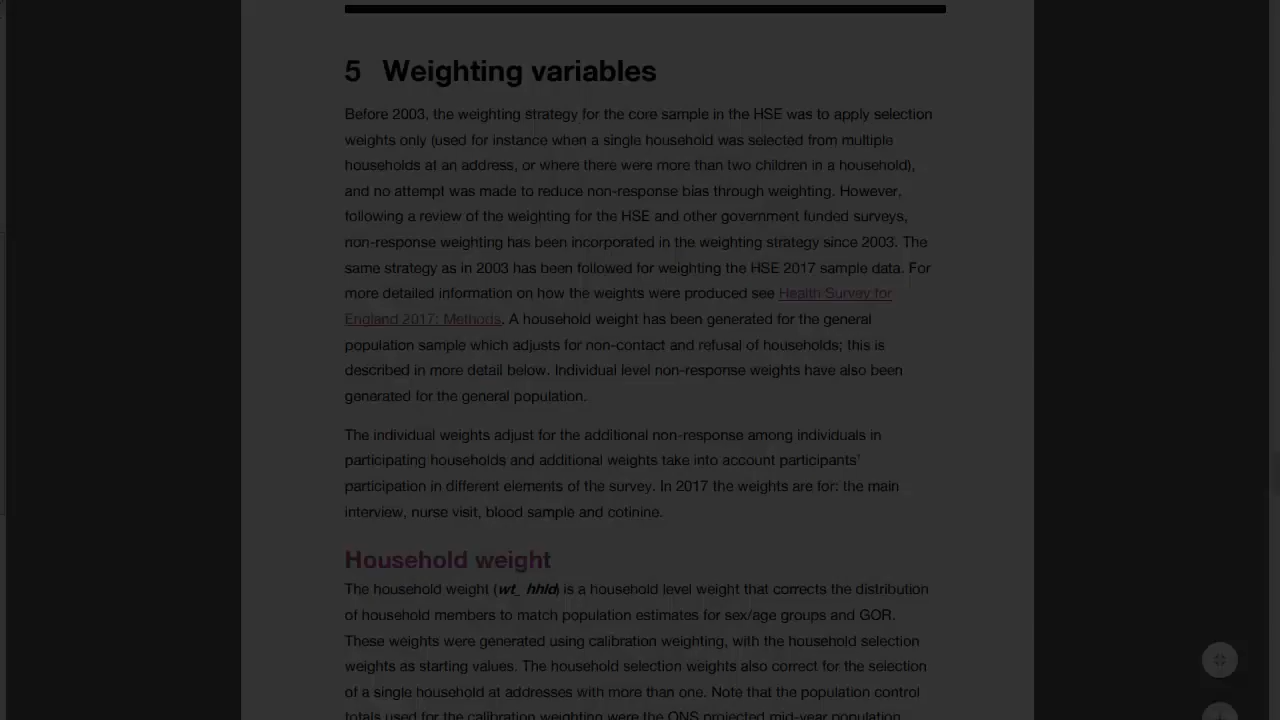 5 Weighting variables
Before 2003, the weighting strategy for the core sample in the HSE was to apply selection
weights only (used for instance when a single household was selected from multiple
households at an address, or where there were more than two children in a household),
and no attempt was made to reduce non-response bias through weighting. However,
following a review of the weighting for the HSE and other government funded surveys,
non-response weighting has been incorporated in the weighting strategy since 2003. The
same strategy as in 2003 has been followed for weighting the HSE 2017 sample data. For
more detailed information on how the weights were produced see Health Survey for
England 2017: Methods. A household weight has been generated for the general
population sample which adjusts for non-contact and refusal of households; this is
described in more detail below. Individual level non-response weights have also been
generated for the general population.
The individual weights adjust for the additional non-response among individuals in
participating households and additional weights take into account participants'
participation in different elements of the survey. In 2017 the weights are for: the main
interview, nurse visit, blood sample and cotinine.
Household weight
The household weight (wt_hhld) is a household level weight that corrects the distribution
of household members to match population estimates for sex/age groups and GOR.
These weights were generated using calibration weighting, with the household selection
weights as starting values. The household selection weights also correct for the selection
of a single household at addresses with more than one. Note that the population control
totals used for the calibration weighting were the ONS projected mid-year population